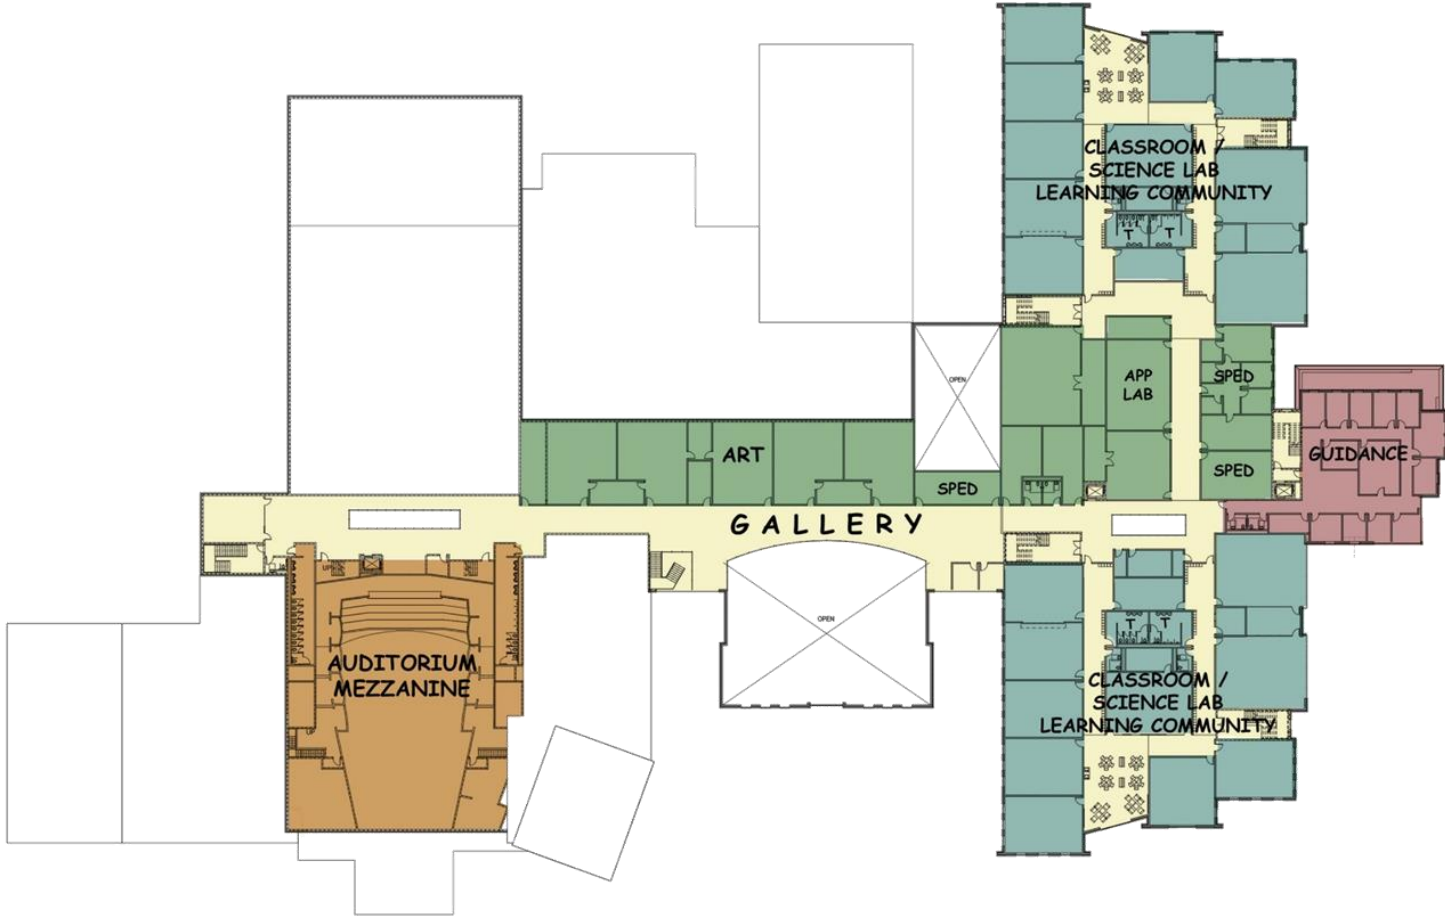 CLASSROOM /
SCIENCE LAB
LEARNING COMMUNITY
T T
OPEN
APP
LAB
SPED
ART
GUIDANCE
SPED
SPED
GALLERY
UP
OPEN
T T
AUDITORIUM
MEZZANINE
CLASSROOM /
SCIENCE LAB
LEARNING COMMUNITY